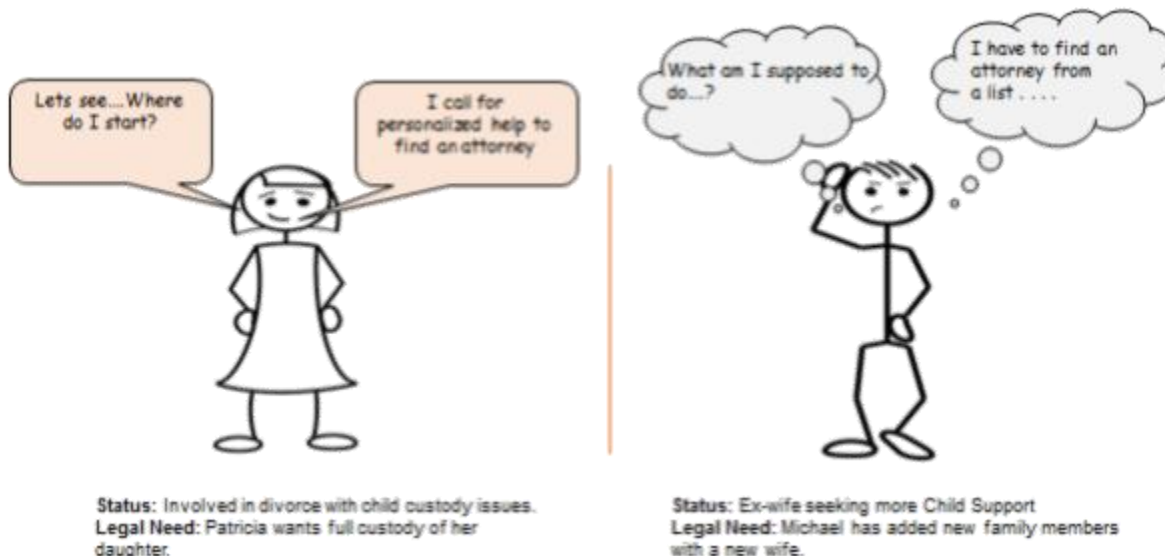 Lets see....Where
do I start?
I call for
personalized help to
find an attorney
What am I supposed to
do....?
I have to find an
attorney from
a list . . . .
Status: Involved in divorce with child custody issues.
Legal Need: Patricia wants full custody of her
daughter.
Status: Ex-wife seeking more Child Support
Legal Need: Michael has added new family members
with a new wife.